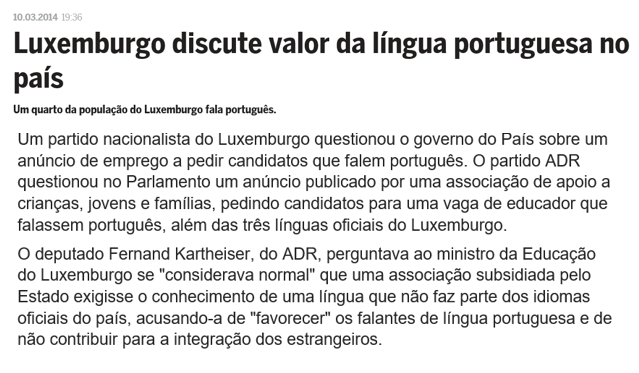 10.03.2014 19:36
Luxemburgo discute valor da língua portuguesa no
país
Um quarto da população do Luxemburgo fala português.
Um partido nacionalista do Luxemburgo questionou o governo do País sobre um
anúncio de emprego a pedir candidatos que falem português. O partido ADR
questionou no Parlamento um anúncio publicado por uma associação de apoio a
crianças, jovens e famílias, pedindo candidatos para uma vaga de educador que
falassem português, além das três línguas oficiais do Luxemburgo.
O deputado Fernand Kartheiser, do ADR, perguntava ao ministro da Educação
do Luxemburgo se "considerava normal" que uma associação subsidiada pelo
Estado exigisse o conhecimento de uma língua que não faz parte dos idiomas
oficiais do país, acusando-a de "favorecer" os falantes de língua portuguesa e de
não contribuir para a integração dos estrangeiros.